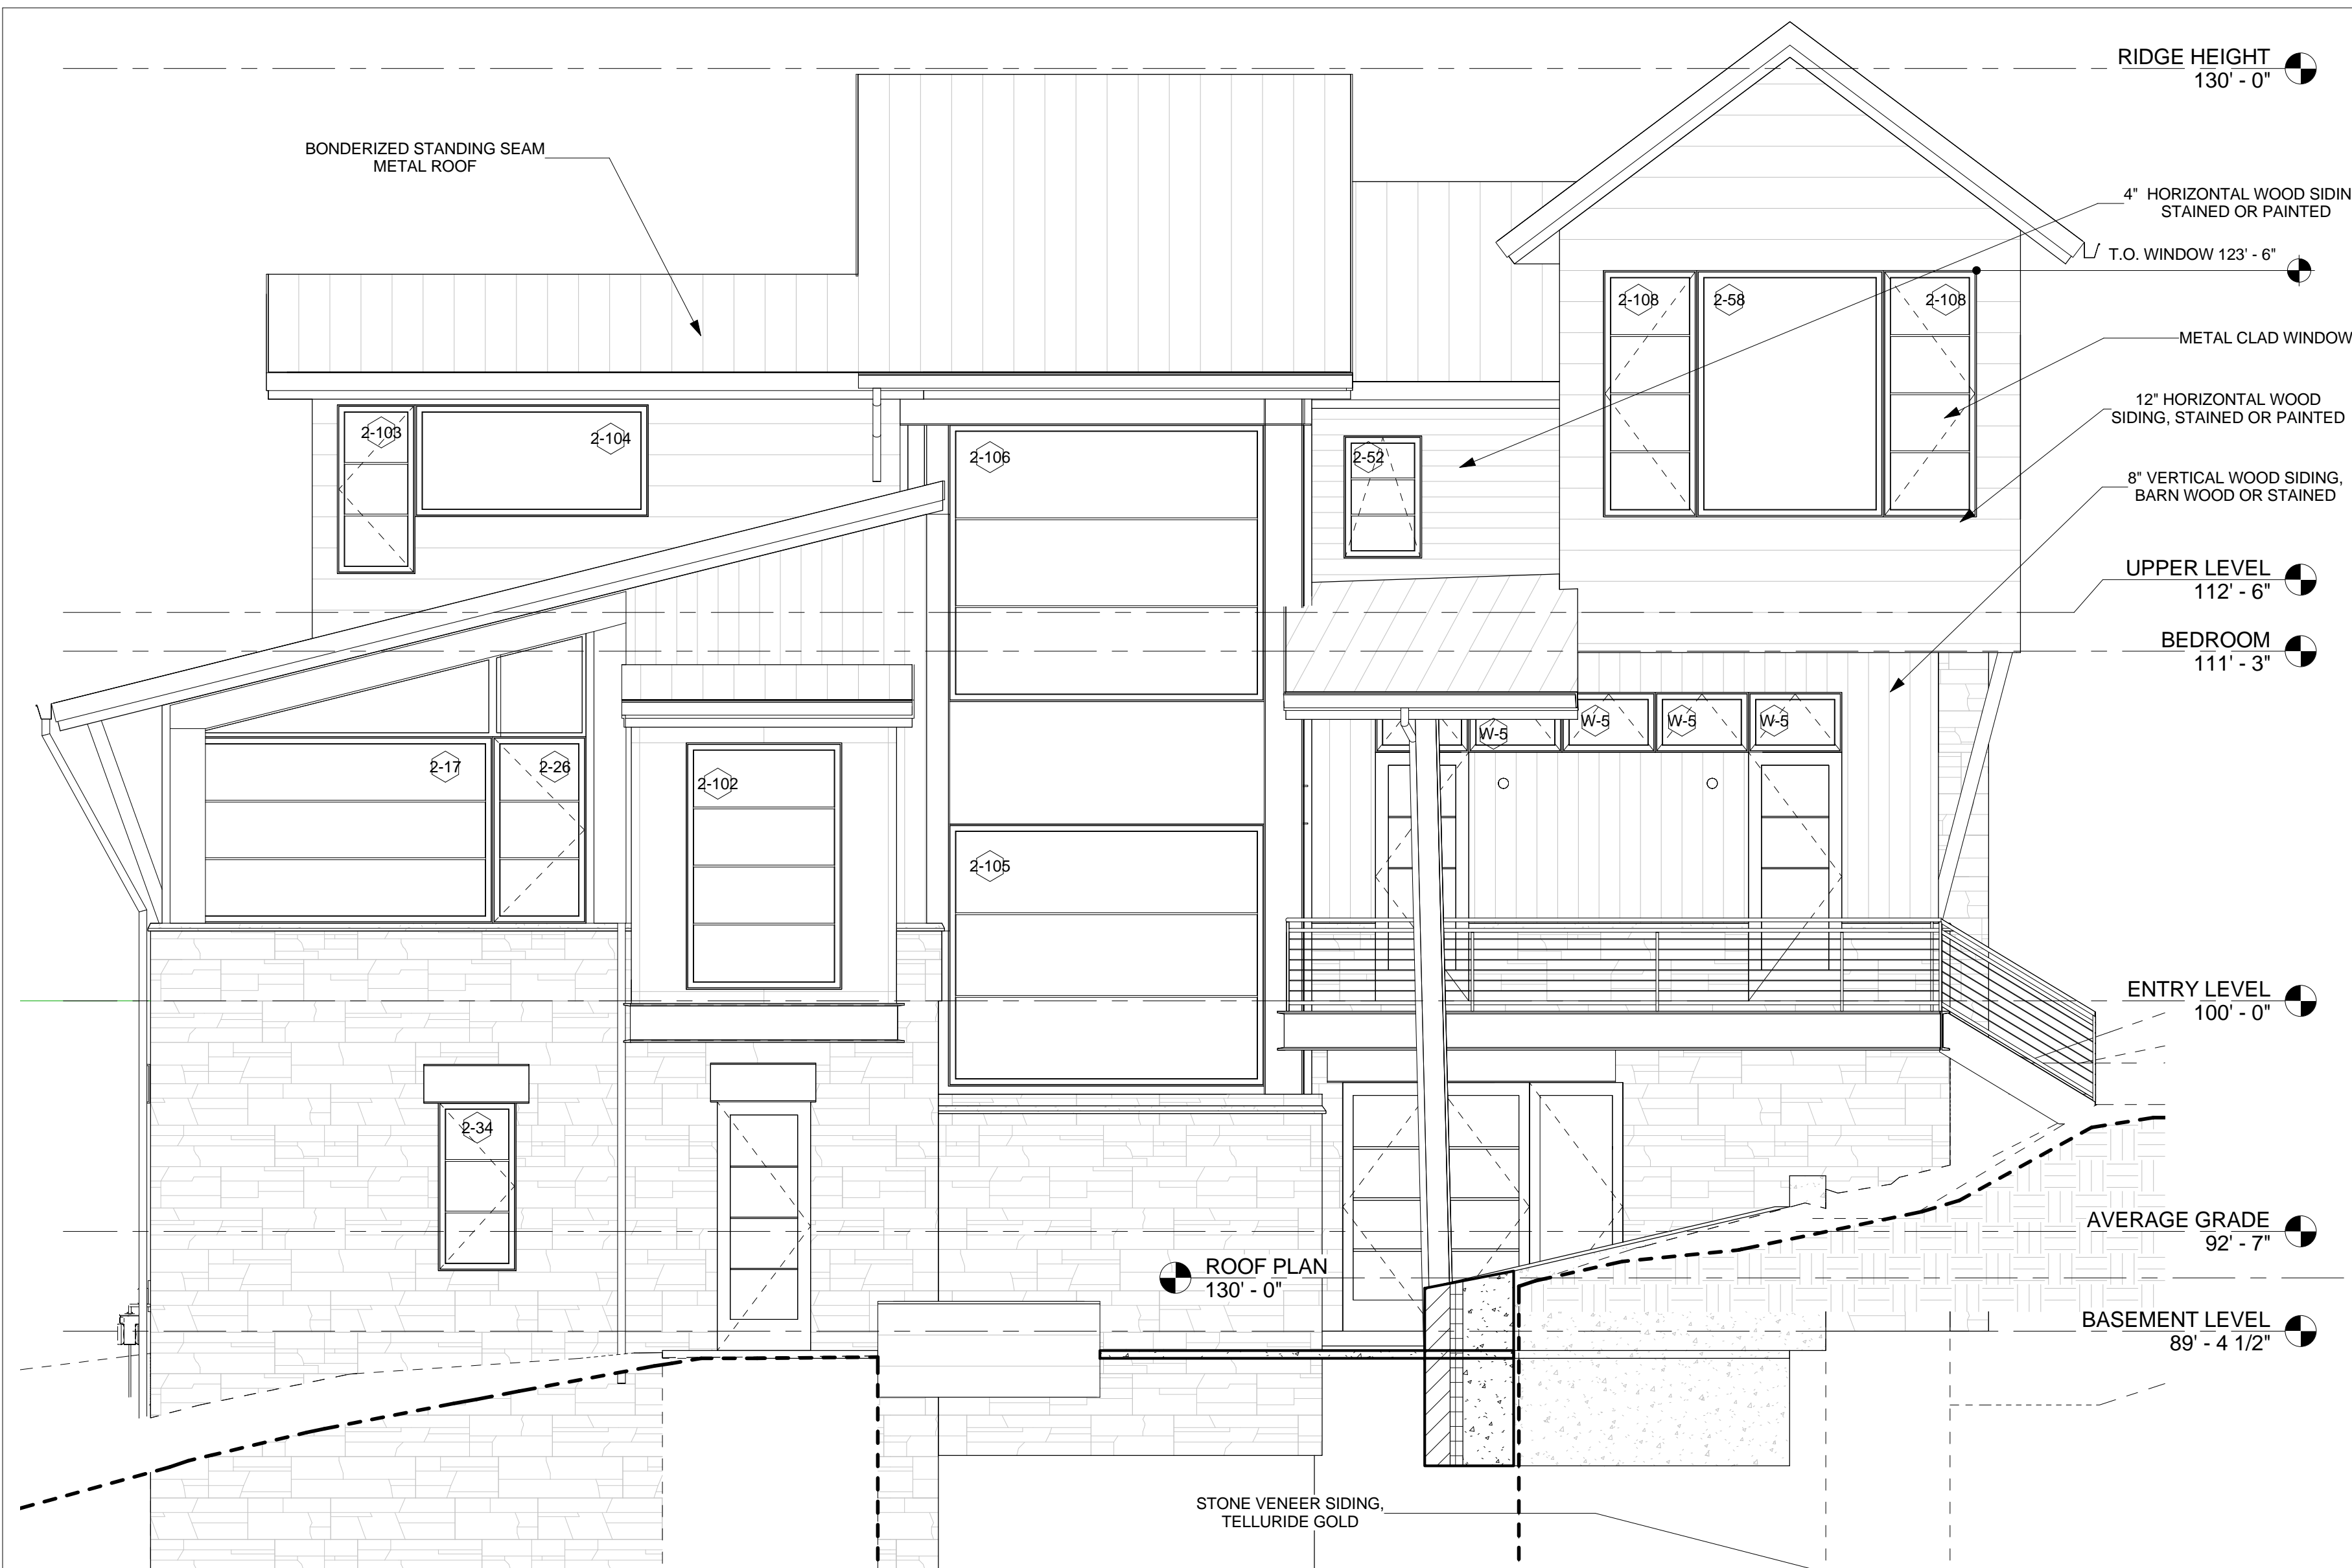 RIDGE HEIGHT
130' - 0"
BONDERIZED STANDING SEAM
METAL ROOF
4" HORIZONTAL WOOD SIDIN
STAINED OR PAINTED
T.O. WINDOW 123' - 6"
2-108
2-58
2-108
METAL CLAD WINDOW
12" HORIZONTAL WOOD
SIDING, STAINED OR PAINTED
2-103
2-104
2-106
2-52
8" VERTICAL WOOD SIDING,
BARN WOOD OR STAINED
UPPER LEVEL
112' - 6"
BEDROOM
111' - 3"
W-5
W-5
W-5
W-5
2-17
2-26
2-102
2-105
ENTRY LEVEL
100' - 0"
2-34
AVERAGE GRADE
92' - 7"
ROOF PLAN
130' - 0"
BASEMENT LEVEL
89' - 4 1/2"
STONE VENEER SIDING,
TELLURIDE GOLD